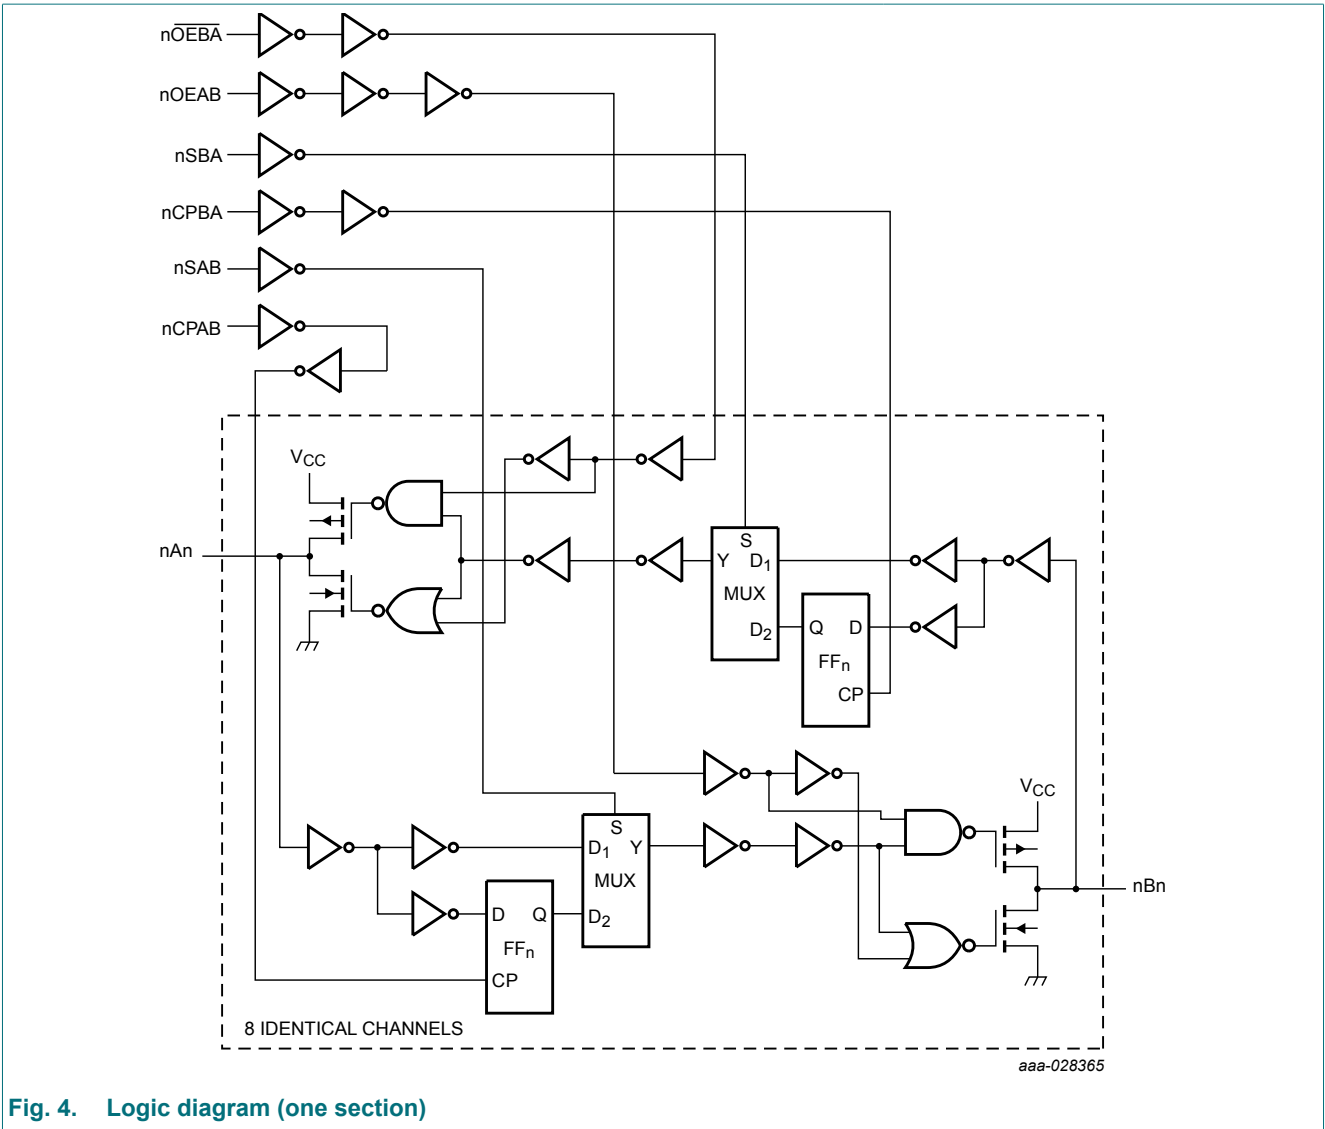 nOEBA
nOEAB
nSBA
nCPBA
nSAB
nCPAB
VCC
nAn
S
Y D1
MUX
D2
Q D
FFn
CP
VCC
S
D1 Y
MUX
D2
D Q
FFn
CP
nBn
8 IDENTICAL CHANNELS
aaa-028365
Fig. 4. Logic diagram (one section)